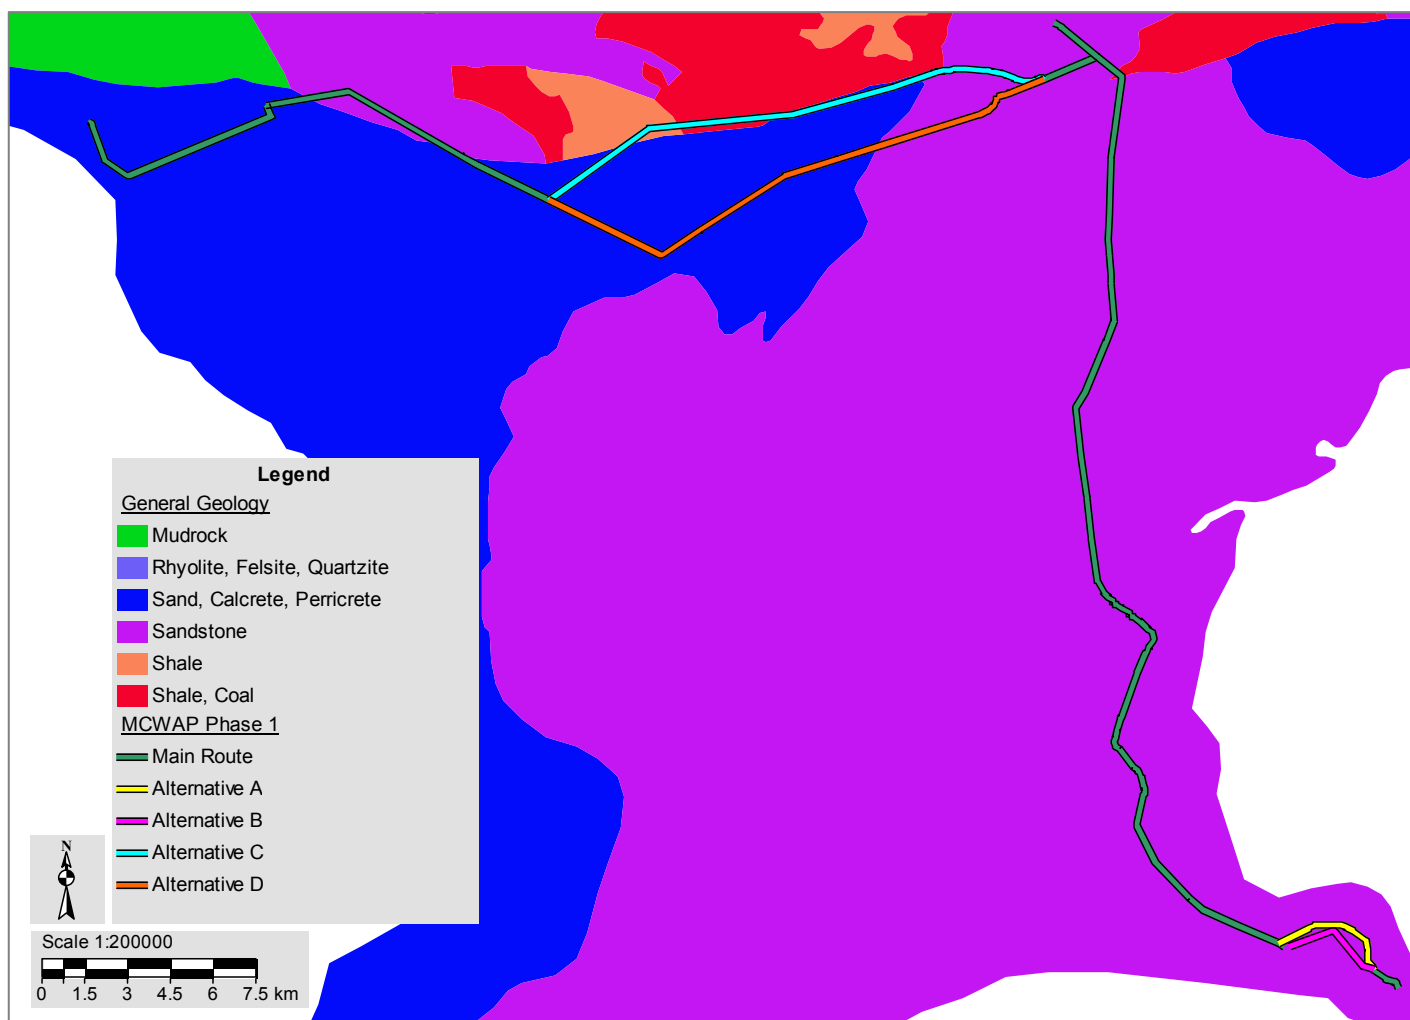 Legend
General Geology
Mudrock
Rhyolite, Felsite, Quartzite
Sand, Calcrete, Perricrete
Sandstone
Shale
Shale, Coal
MCWAP Phase 1
Main Route
Alternative A
Alternative B
Alternative C
Alternative D
N
Scale 1:200000
0 1.5 3 4.5 6 7.5 km